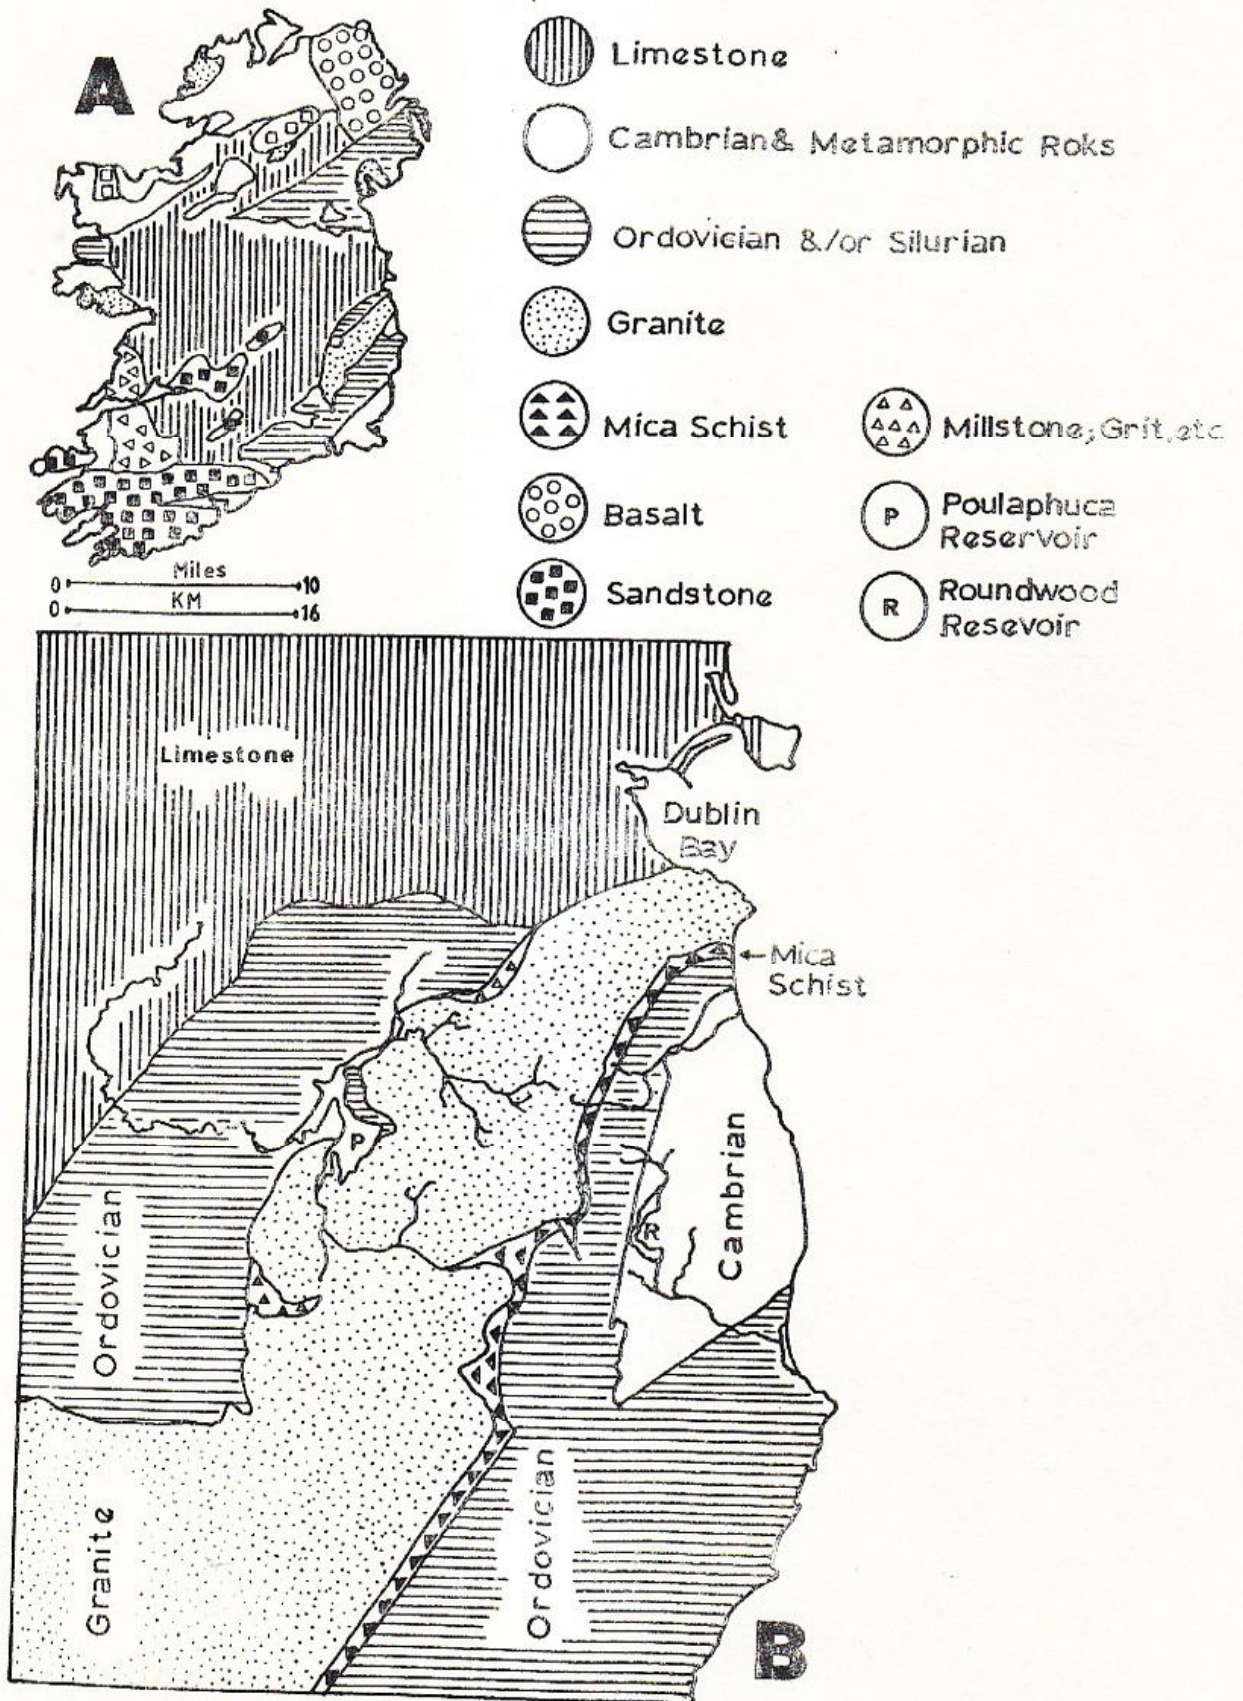 A
Limestone
Cambrian& Metamorphic Roks
Ordovician &/or Silurian
Granite
Mica Schist
Millstone;Grit,etc
Basalt
P
Poulaphuca
Reservoir
Sandstone
R
Roundwood
Resevoir
Miles
0 10
KM
0 16
Limestone
Dublin
Bay
Mica
Schist
P
R
Cambrian
Ordovician
Granite
Ordovician
B